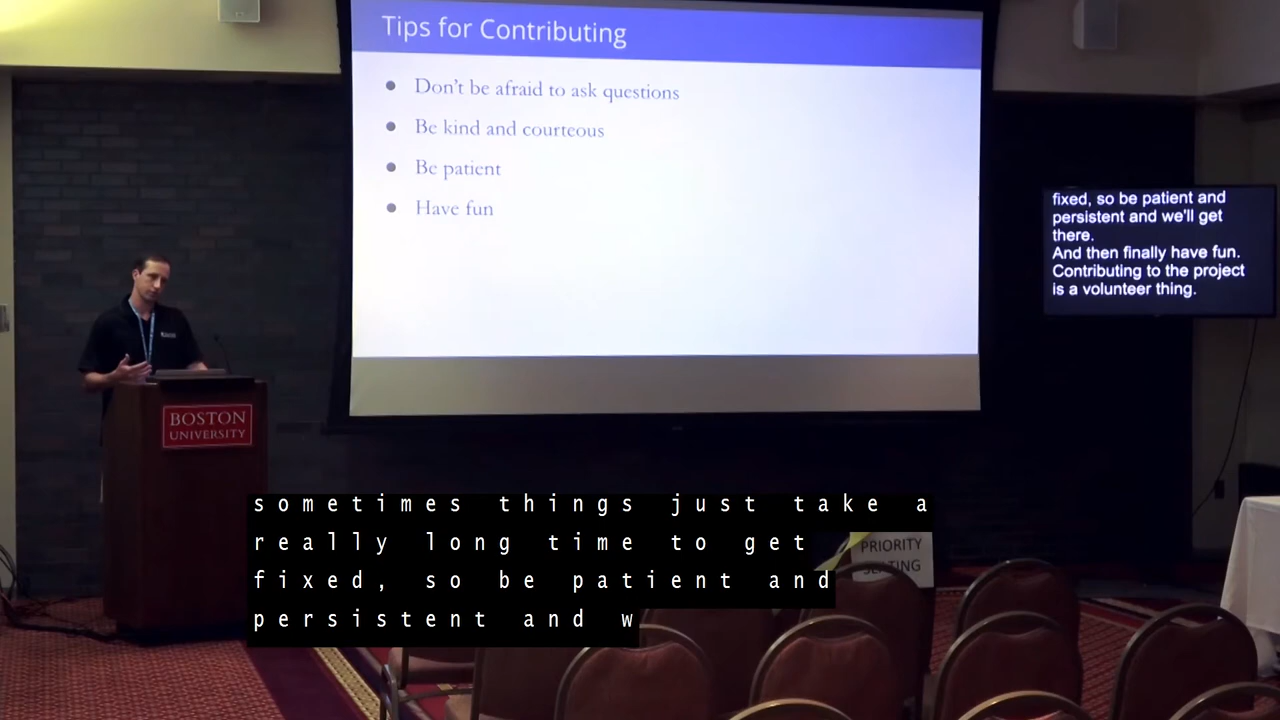 Tips for Contributing
Don't be afraid to ask questions
Be kind and courteous
Be patient
Have fun
fixed, so be patient and
persistent and we'll get
there.
And then finally have fun.
Contributing to the project
is a volunteer thing.
BOSTON
UNIVERSITY
sometimes things just take a
really long time to get
fixed, so be patient and
persistent and w
PRIORITY
SEATING